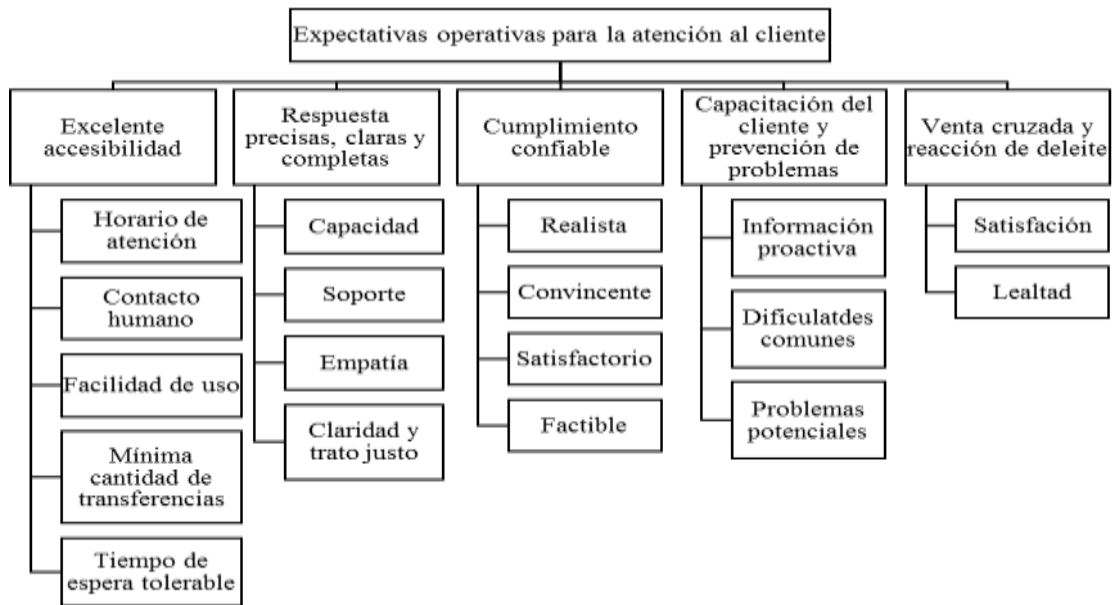 Expectativas operativas para la atención al cliente
Excelente
accesibilidad
Horario de
atención
Contacto
humano
Facilidad de uso
Mínima
cantidad de
transferencias
Tiempo de
espera tolerable
Respuesta
precisas, claras y
completas
Capacidad
Soporte
Empatía
Claridad y
trato justo
Cumplimiento
confiable
Realista
Convincente
Satisfactorio
Factible
Capacitación del
cliente y
prevención de
problemas
Información
proactiva
Dificulatdes
comunes
Problemas
potenciales
Venta cruzada y
reacción de deleite
Satisfación
Lealtad